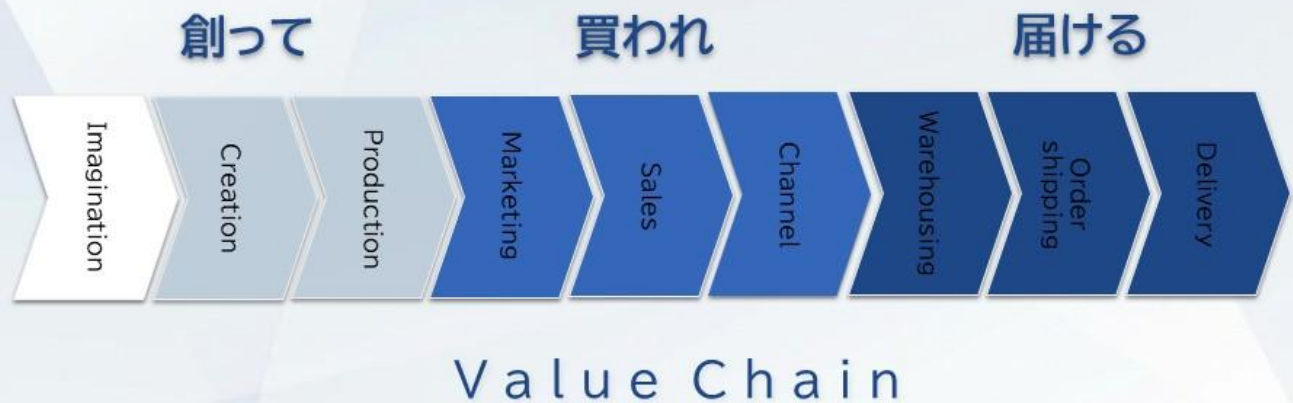 創って
買われ
届ける
Imagination
Creation
Production
Marketing
Sales
Channel
Warehousing
Order
shipping
Delivery
Value Chain